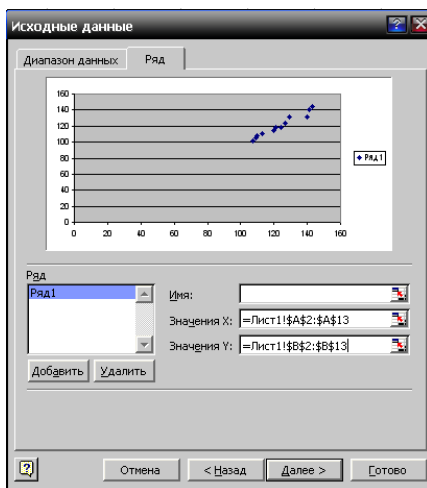 Исходные данные
Диапазон данных Ряд
160
140
120
100
80
60
40
20
0
0 20 40 60 80 100 120 140 160
Ряд1
Ряд
Ряд1
Имя:
Значения X: =Лист1!$A$2:$A$13
Значения Y: =Лист1!$B$2:$B$13
Добавить Удалить
Отмена < Назад Далее > Готово